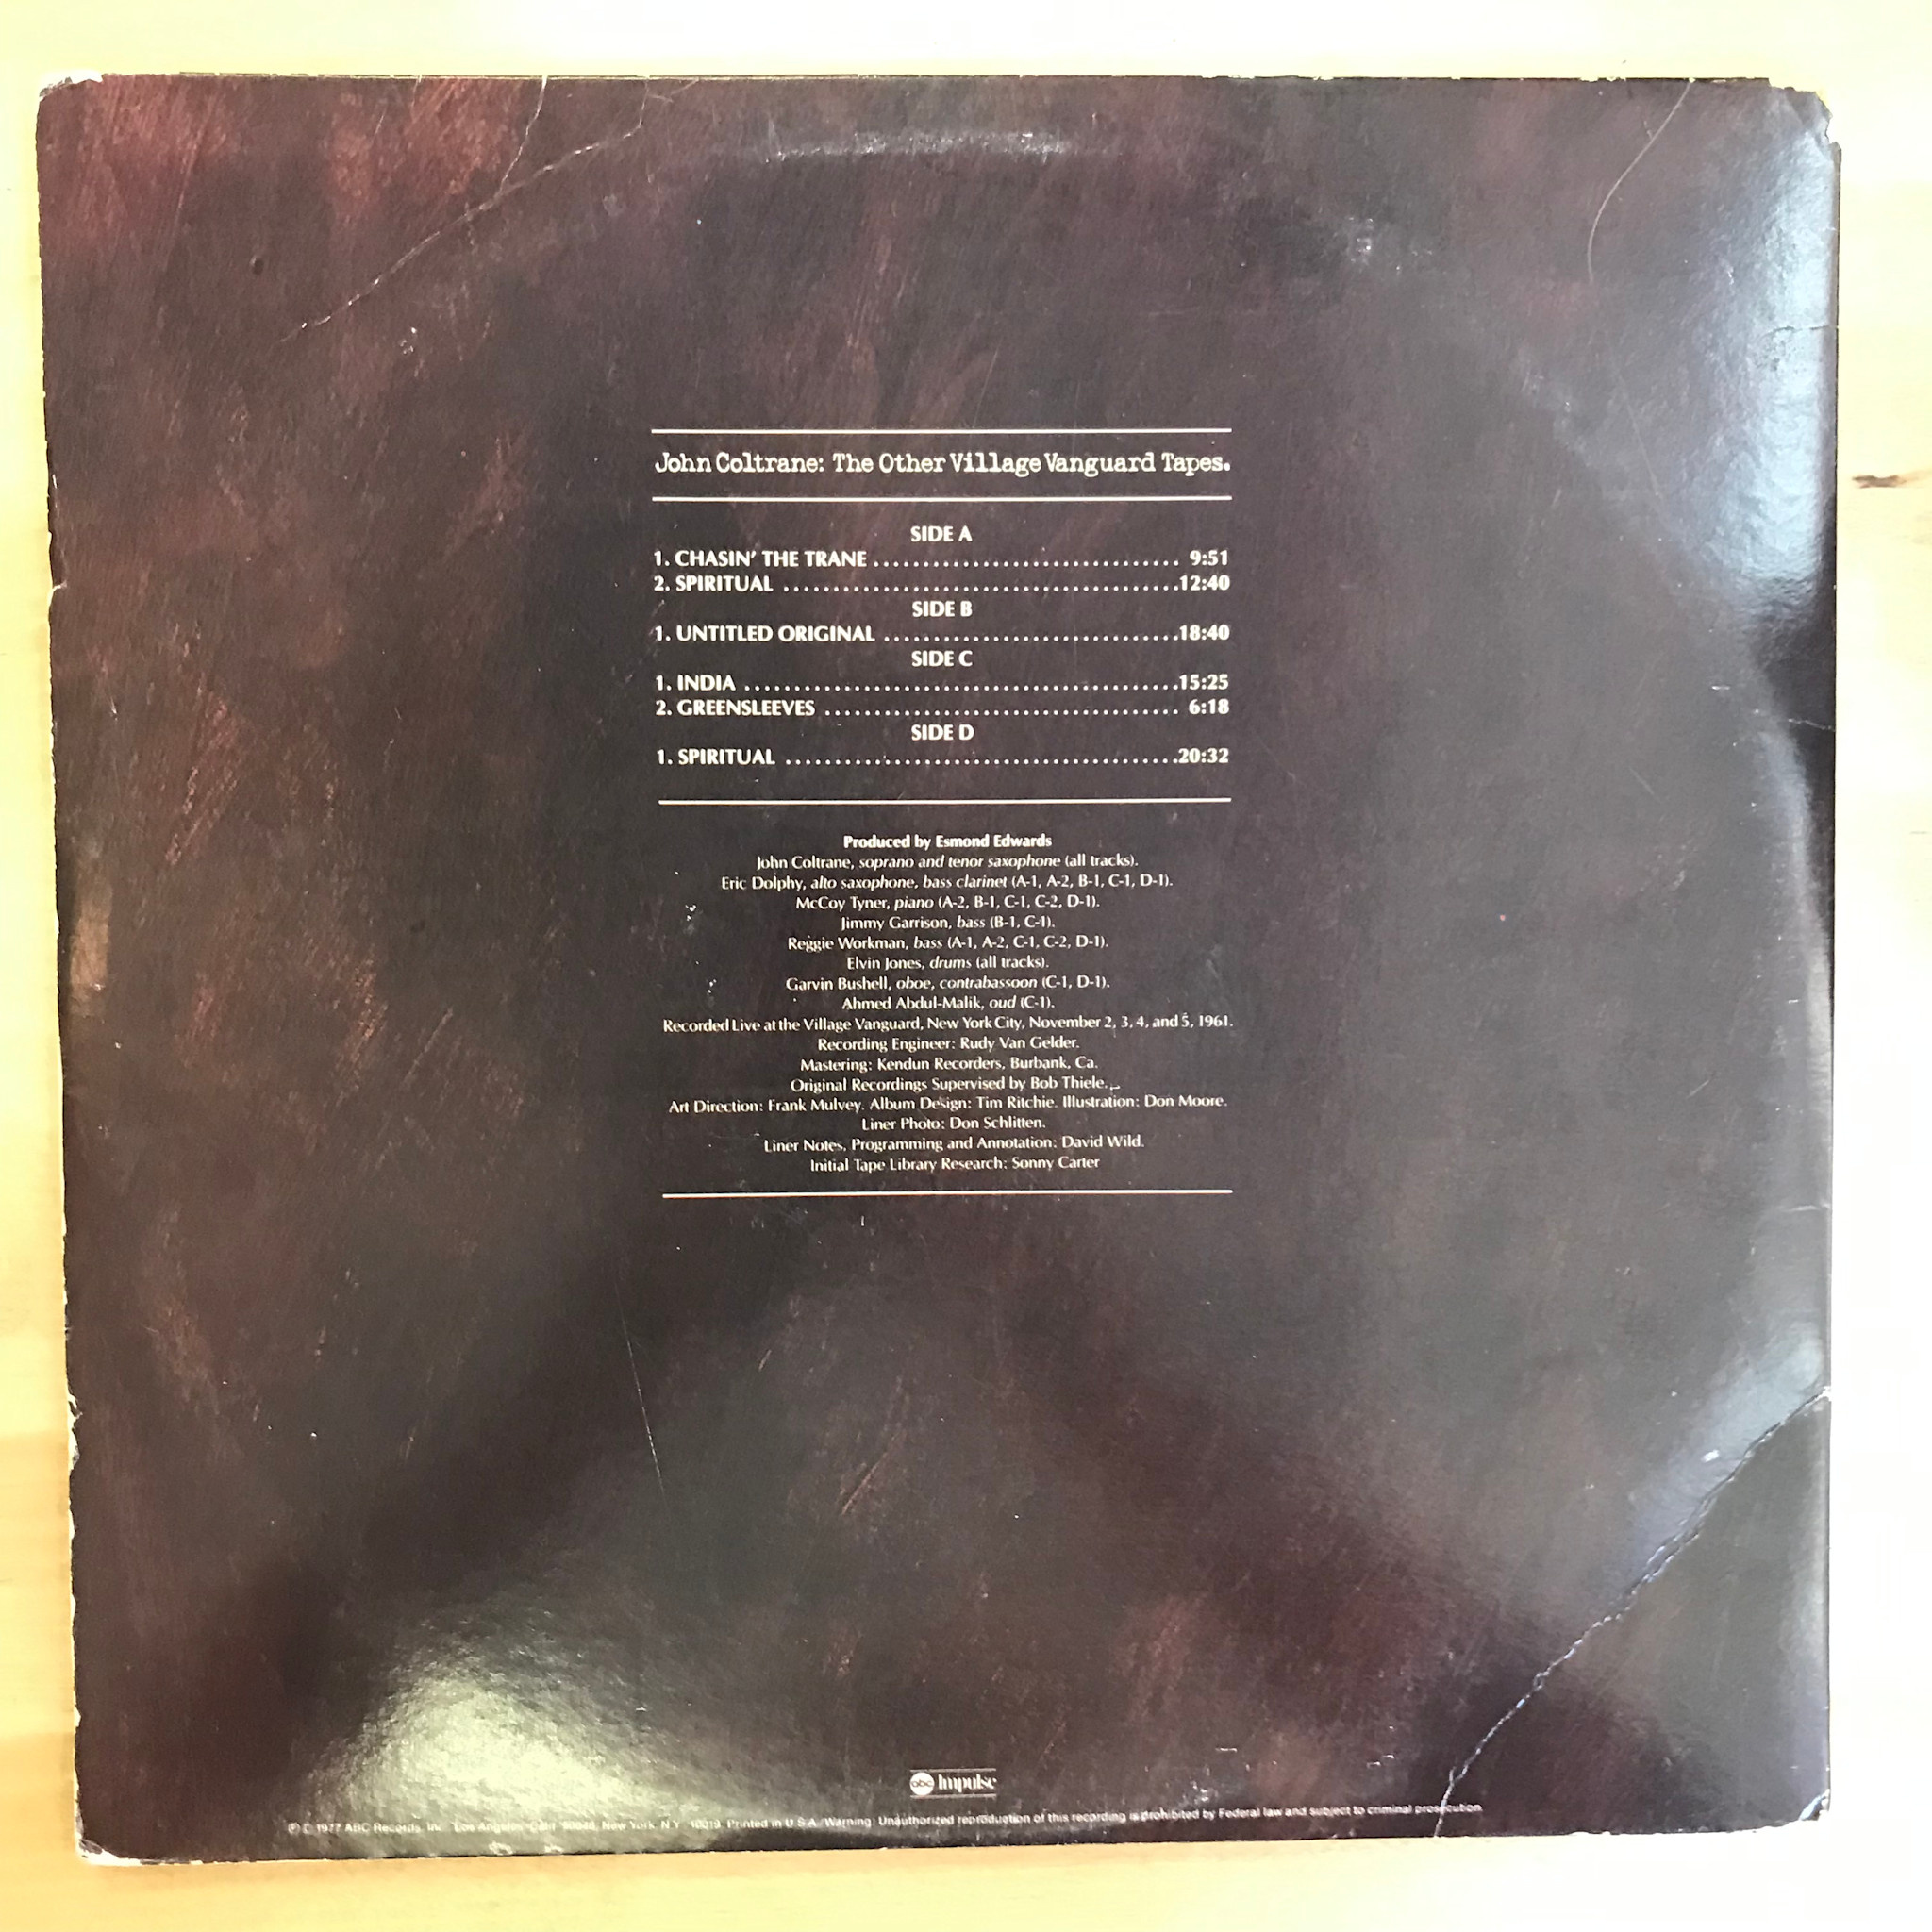 John Coltrane: The Other Village Vanguard Tapes.
SIDE A
1. CHASIN' THE TRANE ............................... 9:51
2. SPIRITUAL ........................................12:40
SIDE B
1. UNTITLED ORIGINAL ..............................18:40
SIDE C
1. INDIA ............................................15:25
2. GREENSLEEVES .................................... 6:18
SIDE D
1. SPIRITUAL ........................................20:32
Produced by Esmond Edwards
John Coltrane, soprano and tenor saxophone (all tracks).
Eric Dolphy, alto saxophone, bass clarinet (A-1, A-2, B-1, C-1, D-1).
McCoy Tyner, piano (A-2, B-1, C-1, C-2, D-1).
Jimmy Garrison, bass (B-1, C-1).
Reggie Workman, bass (A-1, A-2, C-1, C-2, D-1).
Elvin Jones, drums (all tracks).
Garvin Bushell, oboe, contrabassoon (C-1, D-1).
Ahmed Abdul-Malik, oud (C-1).
Recorded Live at the Village Vanguard, New York City, November 2, 3, 4, and 5, 1961.
Recording Engineer: Rudy Van Gelder.
Mastering: Kendun Recorders, Burbank, Ca.
Original Recordings Supervised by Bob Thiele.
Art Direction: Frank Mulvey. Album Design: Tim Ritchie. Illustration: Don Moore.
Liner Photo: Don Schlitten.
Liner Notes, Programming and Annotation: David Wild.
Initial Tape Library Research: Sonny Carter
abc Impulse
℗ © 1977 ABC Records, Inc. Los Angeles, Calif. 90048, New York, N.Y. 10019. Printed in U.S.A./Warning: Unauthorized reproduction of this recording is prohibited by Federal law and subject to criminal prosecution.